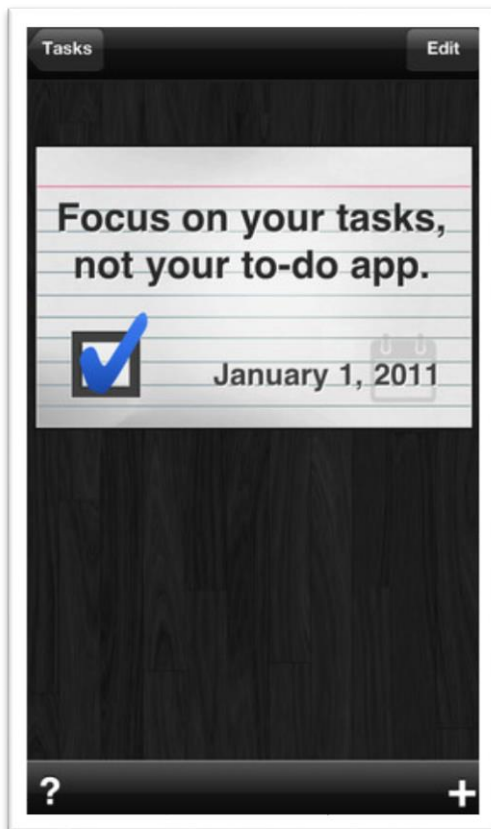 Tasks
Edit
Focus on your tasks,
not your to-do app.
January 1, 2011
?
+